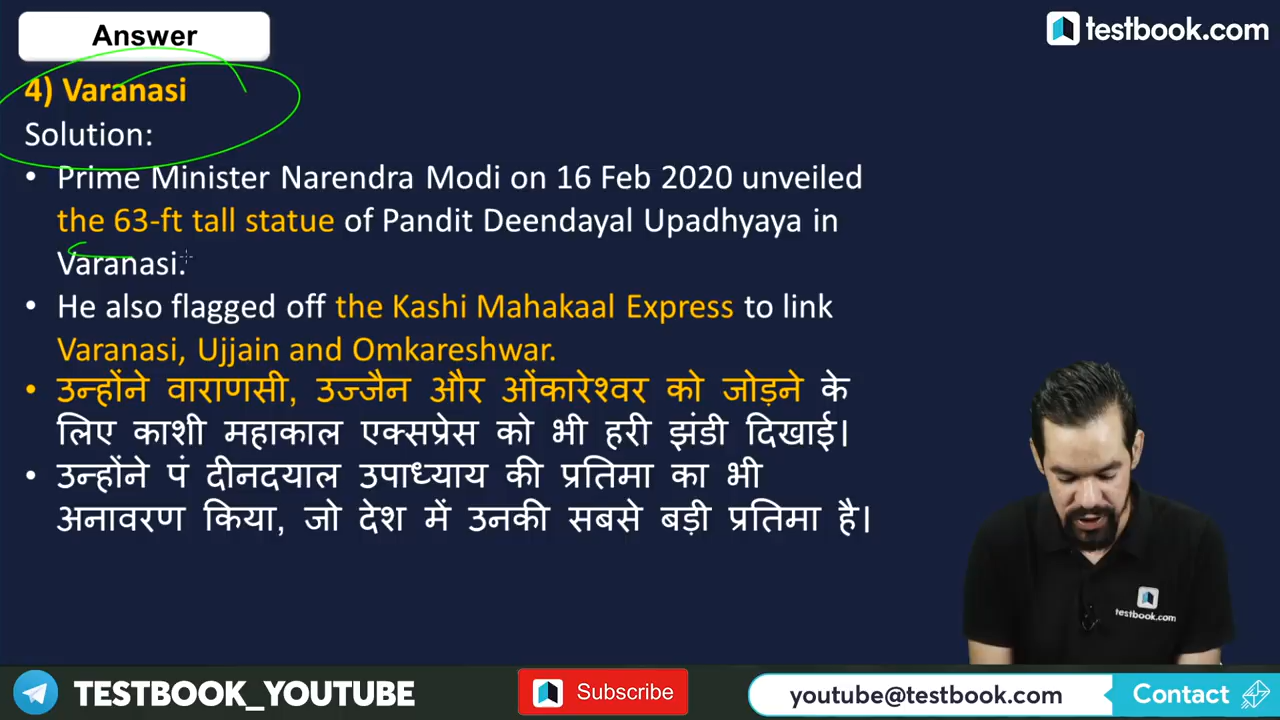 Answer
testbook.com
4) Varanasi
Solution:
• Prime Minister Narendra Modi on 16 Feb 2020 unveiled
the 63-ft tall statue of Pandit Deendayal Upadhyaya in
Varanasi.
• He also flagged off the Kashi Mahakaal Express to link
Varanasi, Ujjain and Omkareshwar.
• उन्होंने वाराणसी, उज्जैन और ओंकारेश्वर को जोड़ने के
लिए काशी महाकाल एक्सप्रेस को भी हरी झंडी दिखाई।
• उन्होंने पं दीनदयाल उपाध्याय की प्रतिमा का भी
अनावरण किया, जो देश में उनकी सबसे बड़ी प्रतिमा है।
testbook.com
TESTBOOK_YOUTUBE
Subscribe
youtube@testbook.com
Contact